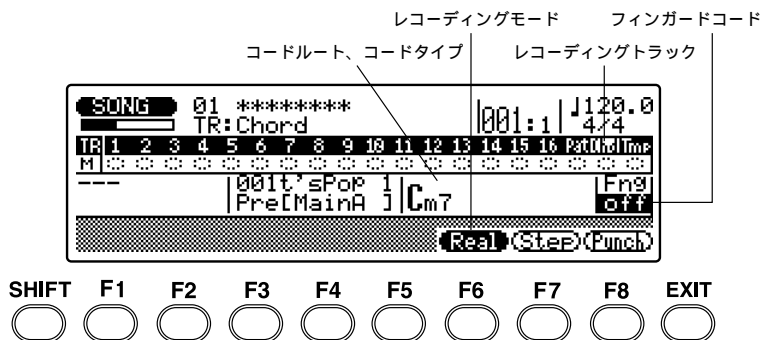 レコーディングモード フィンガードコード
コードルート、コードタイプ レコーディングトラック
SONG 01 ******** 001:1 ♩120.0
TR:Chord 4/4
TR 1 2 3 4 5 6 7 8 9 10 11 12 13 14 15 16 Pat Tmp
M
--- 001t'sPop 1 Cm7 Fng
Pre[MainA ] off
Real Step Punch
SHIFT F1 F2 F3 F4 F5 F6 F7 F8 EXIT